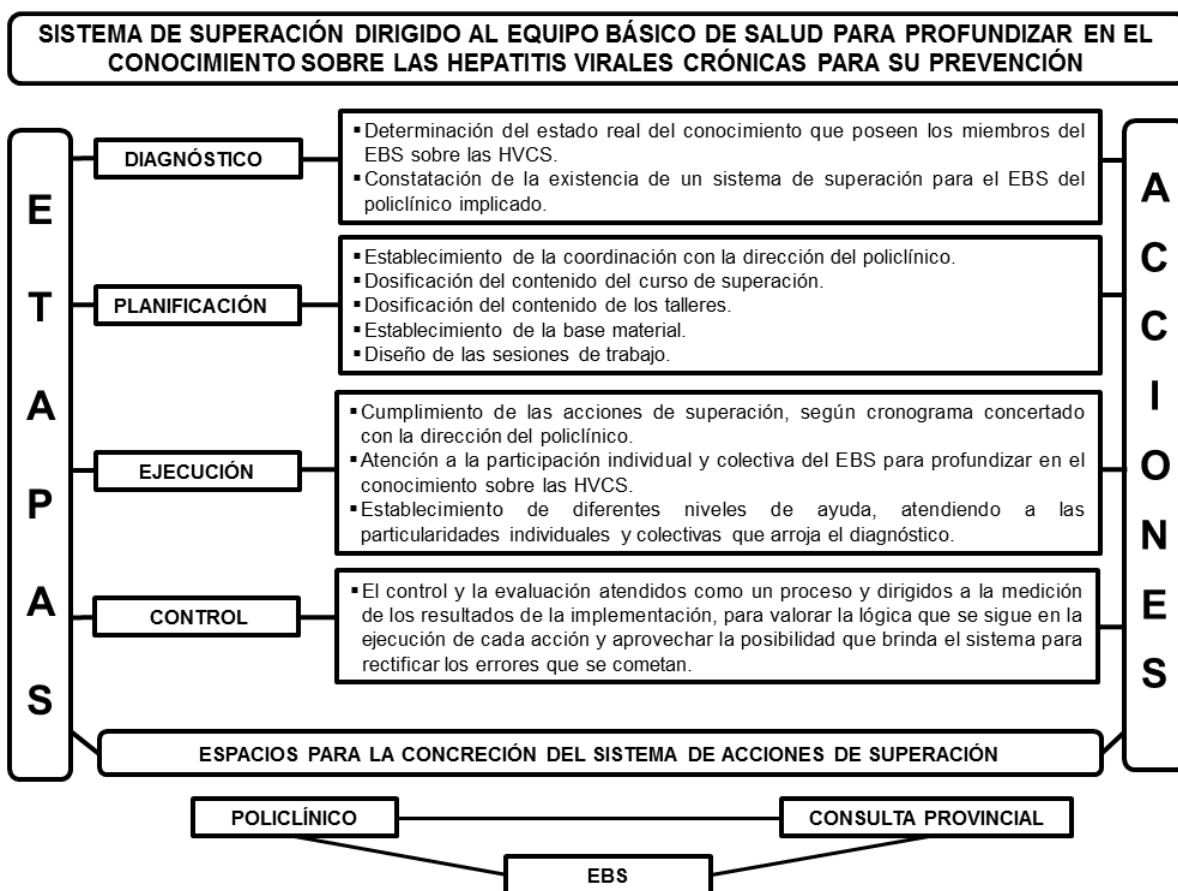 SISTEMA DE SUPERACIÓN DIRIGIDO AL EQUIPO BÁSICO DE SALUD PARA PROFUNDIZAR EN EL
CONOCIMIENTO SOBRE LAS HEPATITIS VIRALES CRÓNICAS PARA SU PREVENCIÓN
ETAPAS
DIAGNÓSTICO
▪ Determinación del estado real del conocimiento que poseen los miembros del
EBS sobre las HVCS.
▪ Constatación de la existencia de un sistema de superación para el EBS del
policlínico implicado.
PLANIFICACIÓN
▪ Establecimiento de la coordinación con la dirección del policlínico.
▪ Dosificación del contenido del curso de superación.
▪ Dosificación del contenido de los talleres.
▪ Establecimiento de la base material.
▪ Diseño de las sesiones de trabajo.
EJECUCIÓN
▪ Cumplimiento de las acciones de superación, según cronograma concertado
con la dirección del policlínico.
▪ Atención a la participación individual y colectiva del EBS para profundizar en el
conocimiento sobre las HVCS.
▪ Establecimiento de diferentes niveles de ayuda, atendiendo a las
particularidades individuales y colectivas que arroja el diagnóstico.
CONTROL
▪ El control y la evaluación atendidos como un proceso y dirigidos a la medición
de los resultados de la implementación, para valorar la lógica que se sigue en la
ejecución de cada acción y aprovechar la posibilidad que brinda el sistema para
rectificar los errores que se cometan.
ACCIONES
ESPACIOS PARA LA CONCRECIÓN DEL SISTEMA DE ACCIONES DE SUPERACIÓN
POLICLÍNICO
CONSULTA PROVINCIAL
EBS